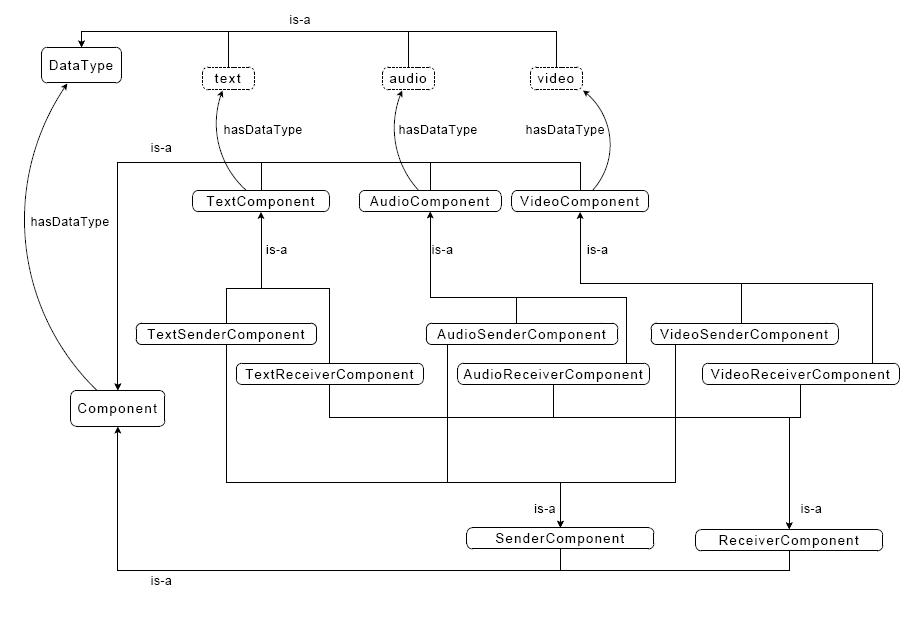 is-a
DataType
text
audio
video
hasDataType
hasDataType
hasDataType
is-a
TextComponent
AudioComponent
VideoComponent
hasDataType
is-a
is-a
is-a
TextSenderComponent
AudioSenderComponent
VideoSenderComponent
TextReceiverComponent
AudioReceiverComponent
VideoReceiverComponent
Component
is-a
is-a
SenderComponent
ReceiverComponent
is-a